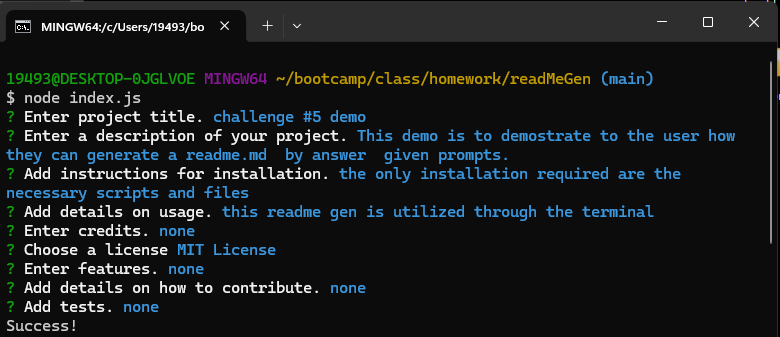 MINGW64:/c/Users/19493/bo
19493@DESKTOP-0JGLVOE MINGW64 ~/bootcamp/class/homework/readMeGen (main)
$ node index.js
? Enter project title. challenge #5 demo
? Enter a description of your project. This demo is to demostrate to the user how
they can generate a readme.md  by answer  given prompts.
? Add instructions for installation. the only installation required are the
necessary scripts and files
? Add details on usage. this readme gen is utilized through the terminal
? Enter credits. none
? Choose a license MIT License
? Enter features. none
? Add details on how to contribute. none
? Add tests. none
Success!